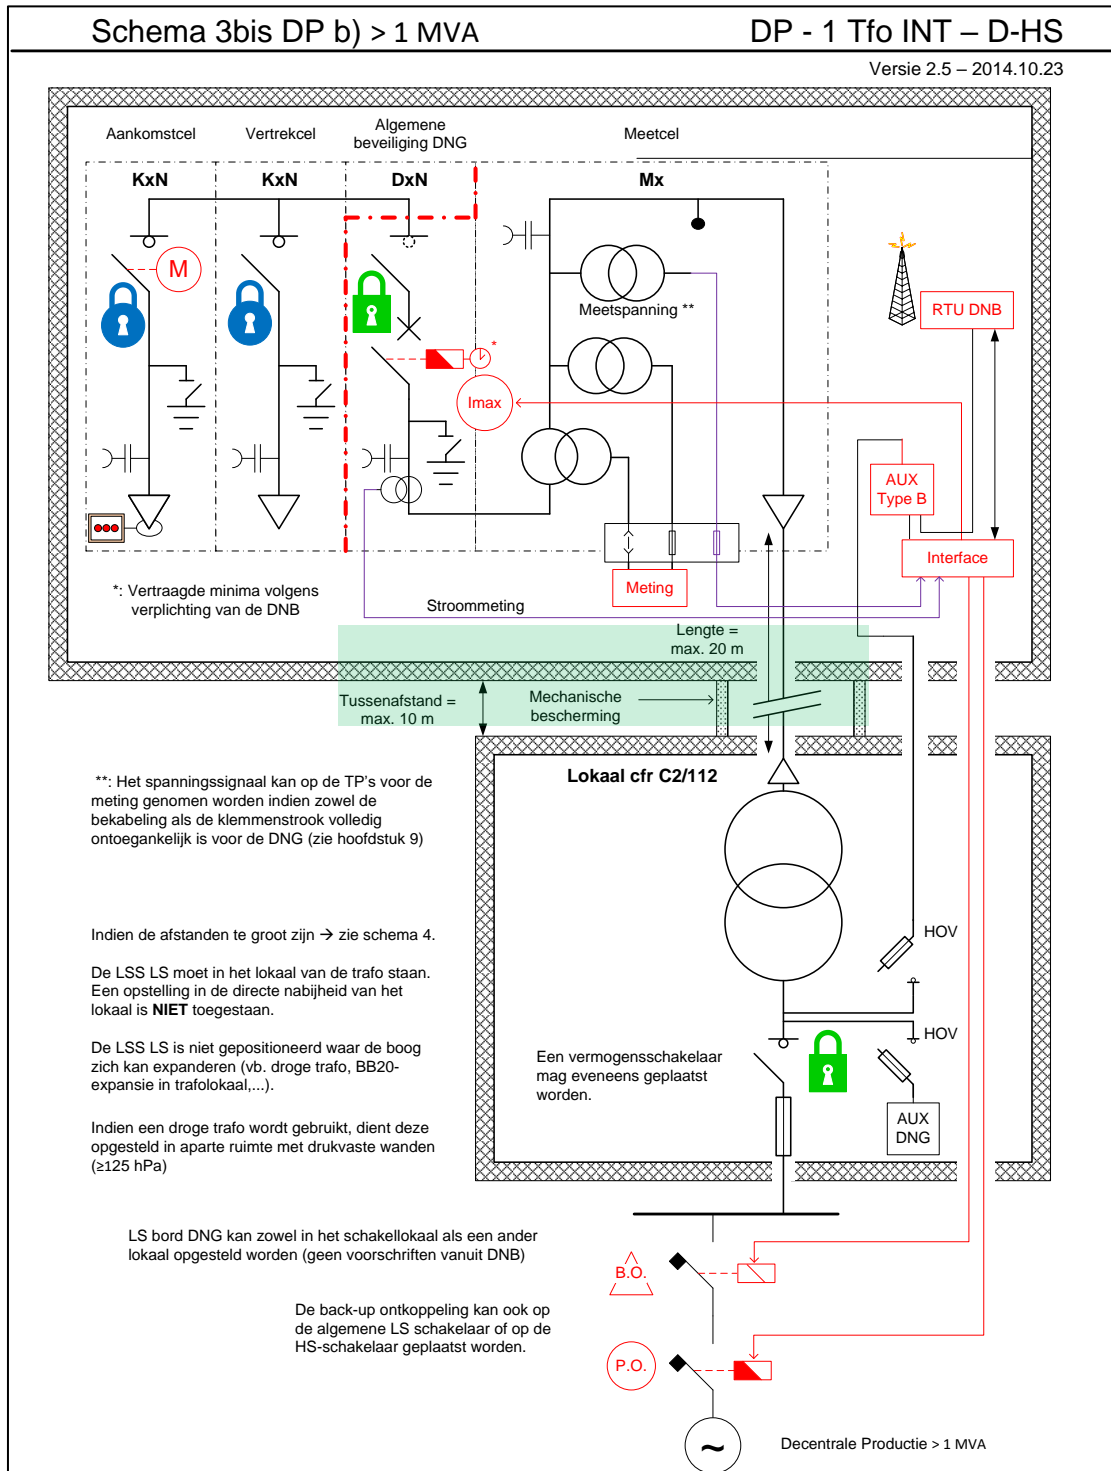 Schema 3bis DP b) > 1 MVA
DP - 1 Tfo INT – D-HS
Versie 2.5 – 2014.10.23
Aankomstcel
Vertrekcel
Algemene
beveiliging DNG
Meetcel
KxN
KxN
DxN
Mx
M
Meetspanning **
RTU DNB
*
Imax
AUX
Type B
Interface
Meting
*: Vertraagde minima volgens
verplichting van de DNB
Stroommeting
Lengte =
max. 20 m
Tussenafstand =
max. 10 m
Mechanische
bescherming
**: Het spanningssignaal kan op de TP's voor de
meting genomen worden indien zowel de
bekabeling als de klemmenstrook volledig
ontoegankelijk is voor de DNG (zie hoofdstuk 9)
Lokaal cfr C2/112
Indien de afstanden te groot zijn → zie schema 4.
De LSS LS moet in het lokaal van de trafo staan.
Een opstelling in de directe nabijheid van het
lokaal is NIET toegestaan.
De LSS LS is niet gepositioneerd waar de boog
zich kan expanderen (vb. droge trafo, BB20-
expansie in trafolokaal,...).
Indien een droge trafo wordt gebruikt, dient deze
opgesteld in aparte ruimte met drukvaste wanden
(≥125 hPa)
HOV
HOV
Een vermogensschakelaar
mag eveneens geplaatst
worden.
AUX
DNG
LS bord DNG kan zowel in het schakellokaal als een ander
lokaal opgesteld worden (geen voorschriften vanuit DNB)
B.O.
De back-up ontkoppeling kan ook op
de algemene LS schakelaar of op de
HS-schakelaar geplaatst worden.
P.O.
~
Decentrale Productie > 1 MVA